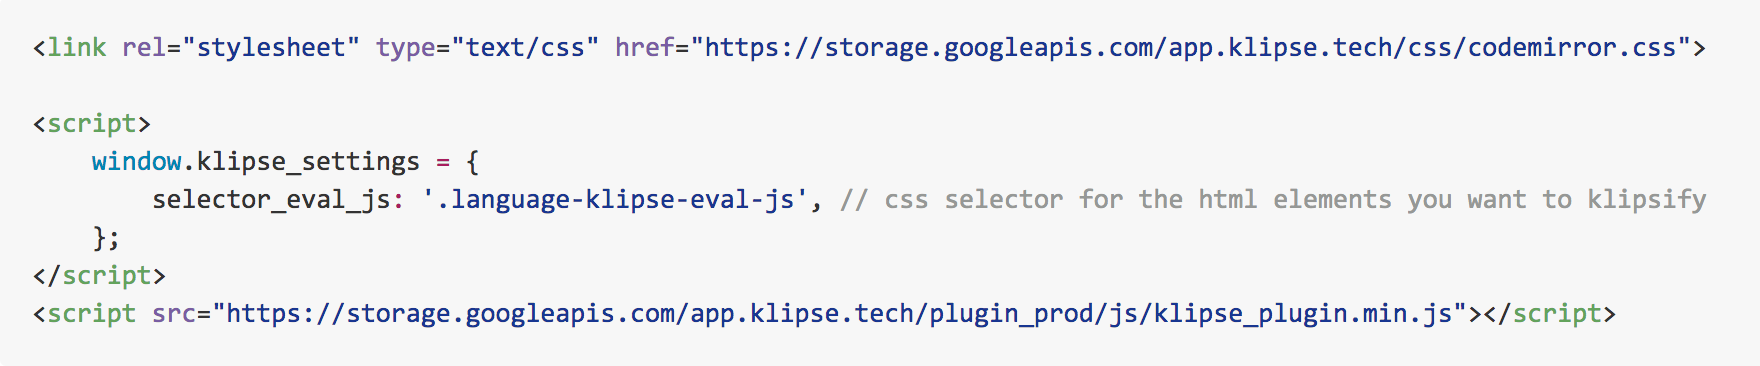 <link rel="stylesheet" type="text/css" href="https://storage.googleapis.com/app.klipse.tech/css/codemirror.css">

<script>
    window.klipse_settings = {
        selector_eval_js: '.language-klipse-eval-js', // css selector for the html elements you want to klipsify
    };
</script>
<script src="https://storage.googleapis.com/app.klipse.tech/plugin_prod/js/klipse_plugin.min.js"></script>